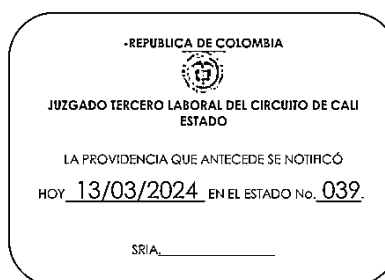 -REPUBLICA DE COLOMBIA
JUZGADO TERCERO LABORAL DEL CIRCUITO DE CALI
ESTADO
LA PROVIDENCIA QUE ANTECEDE SE NOTIFICÓ
HOY 13/03/2024 EN EL ESTADO No. 039.
SRIA.